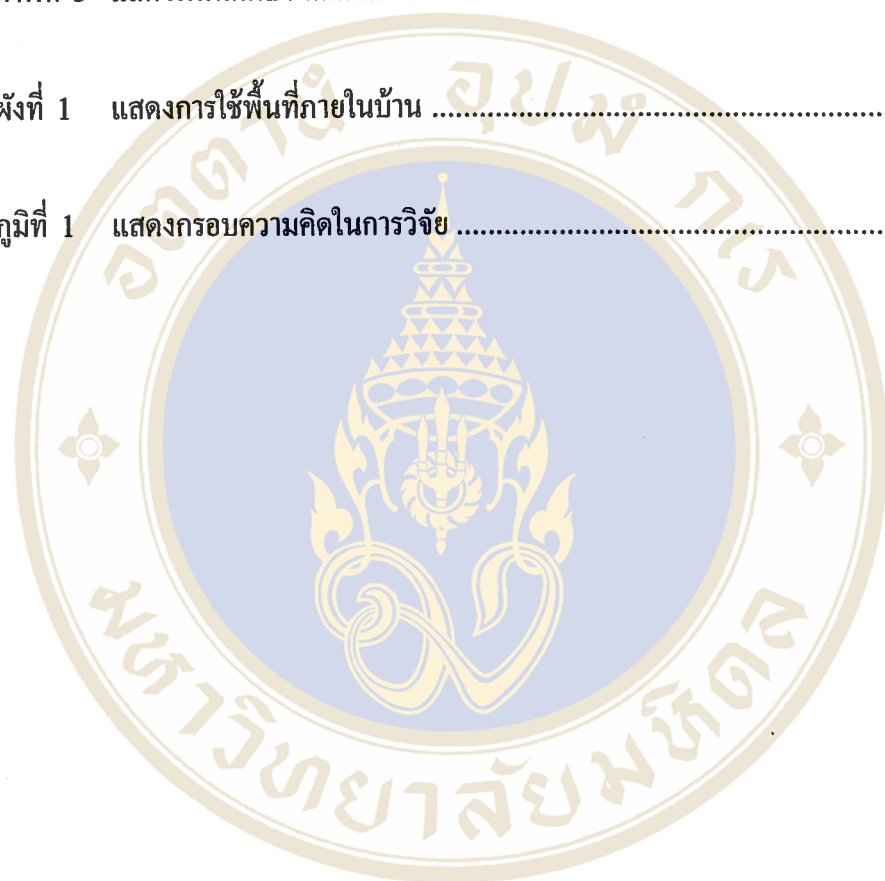 ผังที่ 1 แสดงการใช้พื้นที่ภายในบ้าน ..........................................................
ภูมิที่ 1 แสดงกรอบความคิดในการวิจัย .......................................................
อตฺตานํ อุปมํ กเร
มหาวิทยาลัยมหิดล